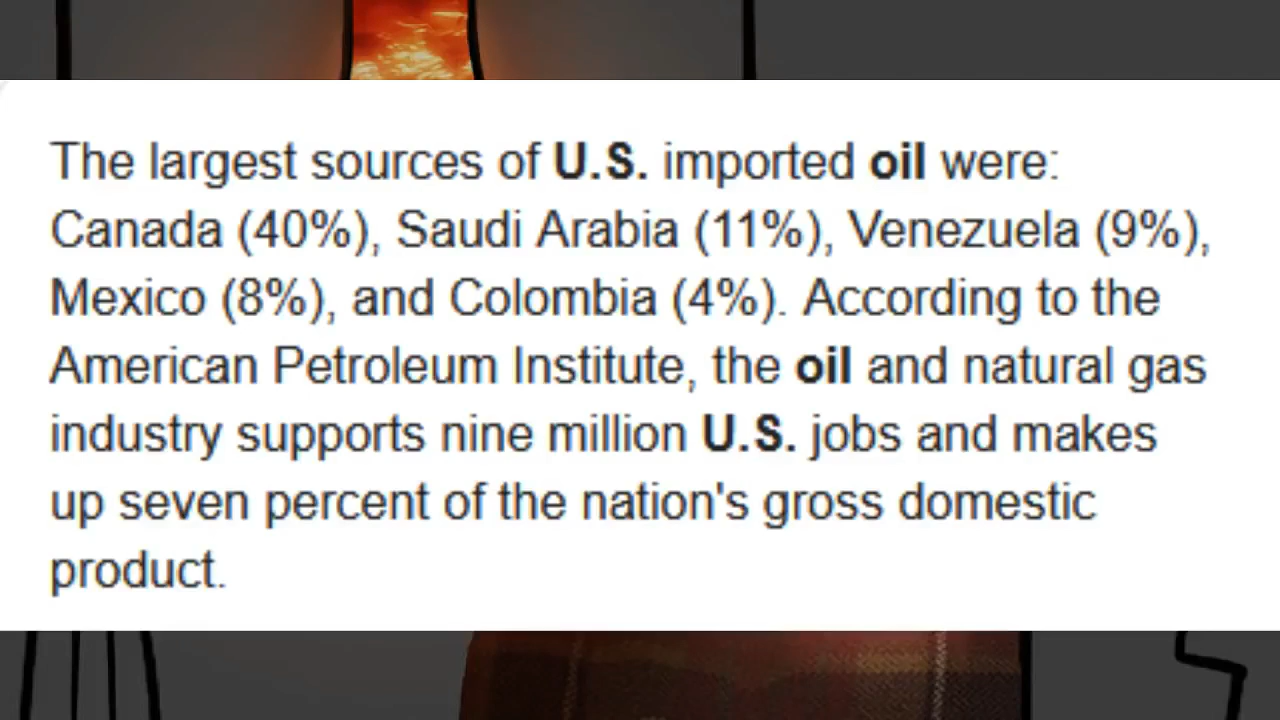 The largest sources of U.S. imported oil were:
Canada (40%), Saudi Arabia (11%), Venezuela (9%),
Mexico (8%), and Colombia (4%). According to the
American Petroleum Institute, the oil and natural gas
industry supports nine million U.S. jobs and makes
up seven percent of the nation's gross domestic
product.